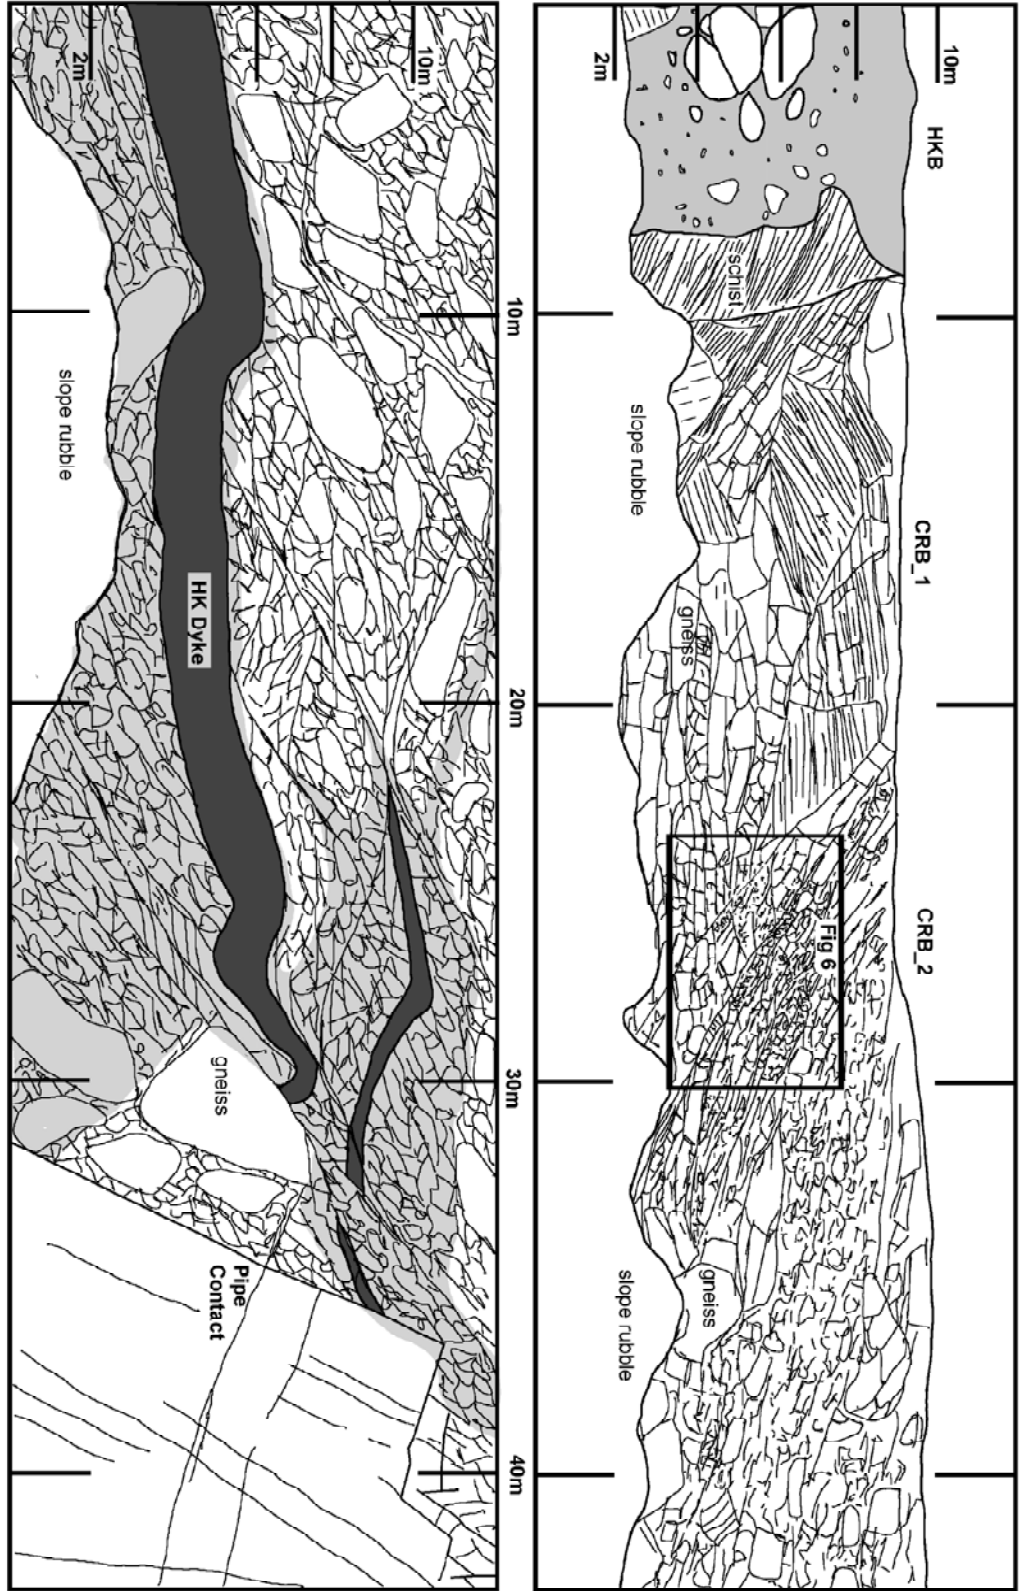 HKB
CRB_1
CRB_2
10m
Fig 6
schist
gneiss
gneiss
2m
slope rubble
slope rubble
10m
20m
30m
40m
10m
HK Dyke
gneiss
Pipe
Contact
2m
slope rubble